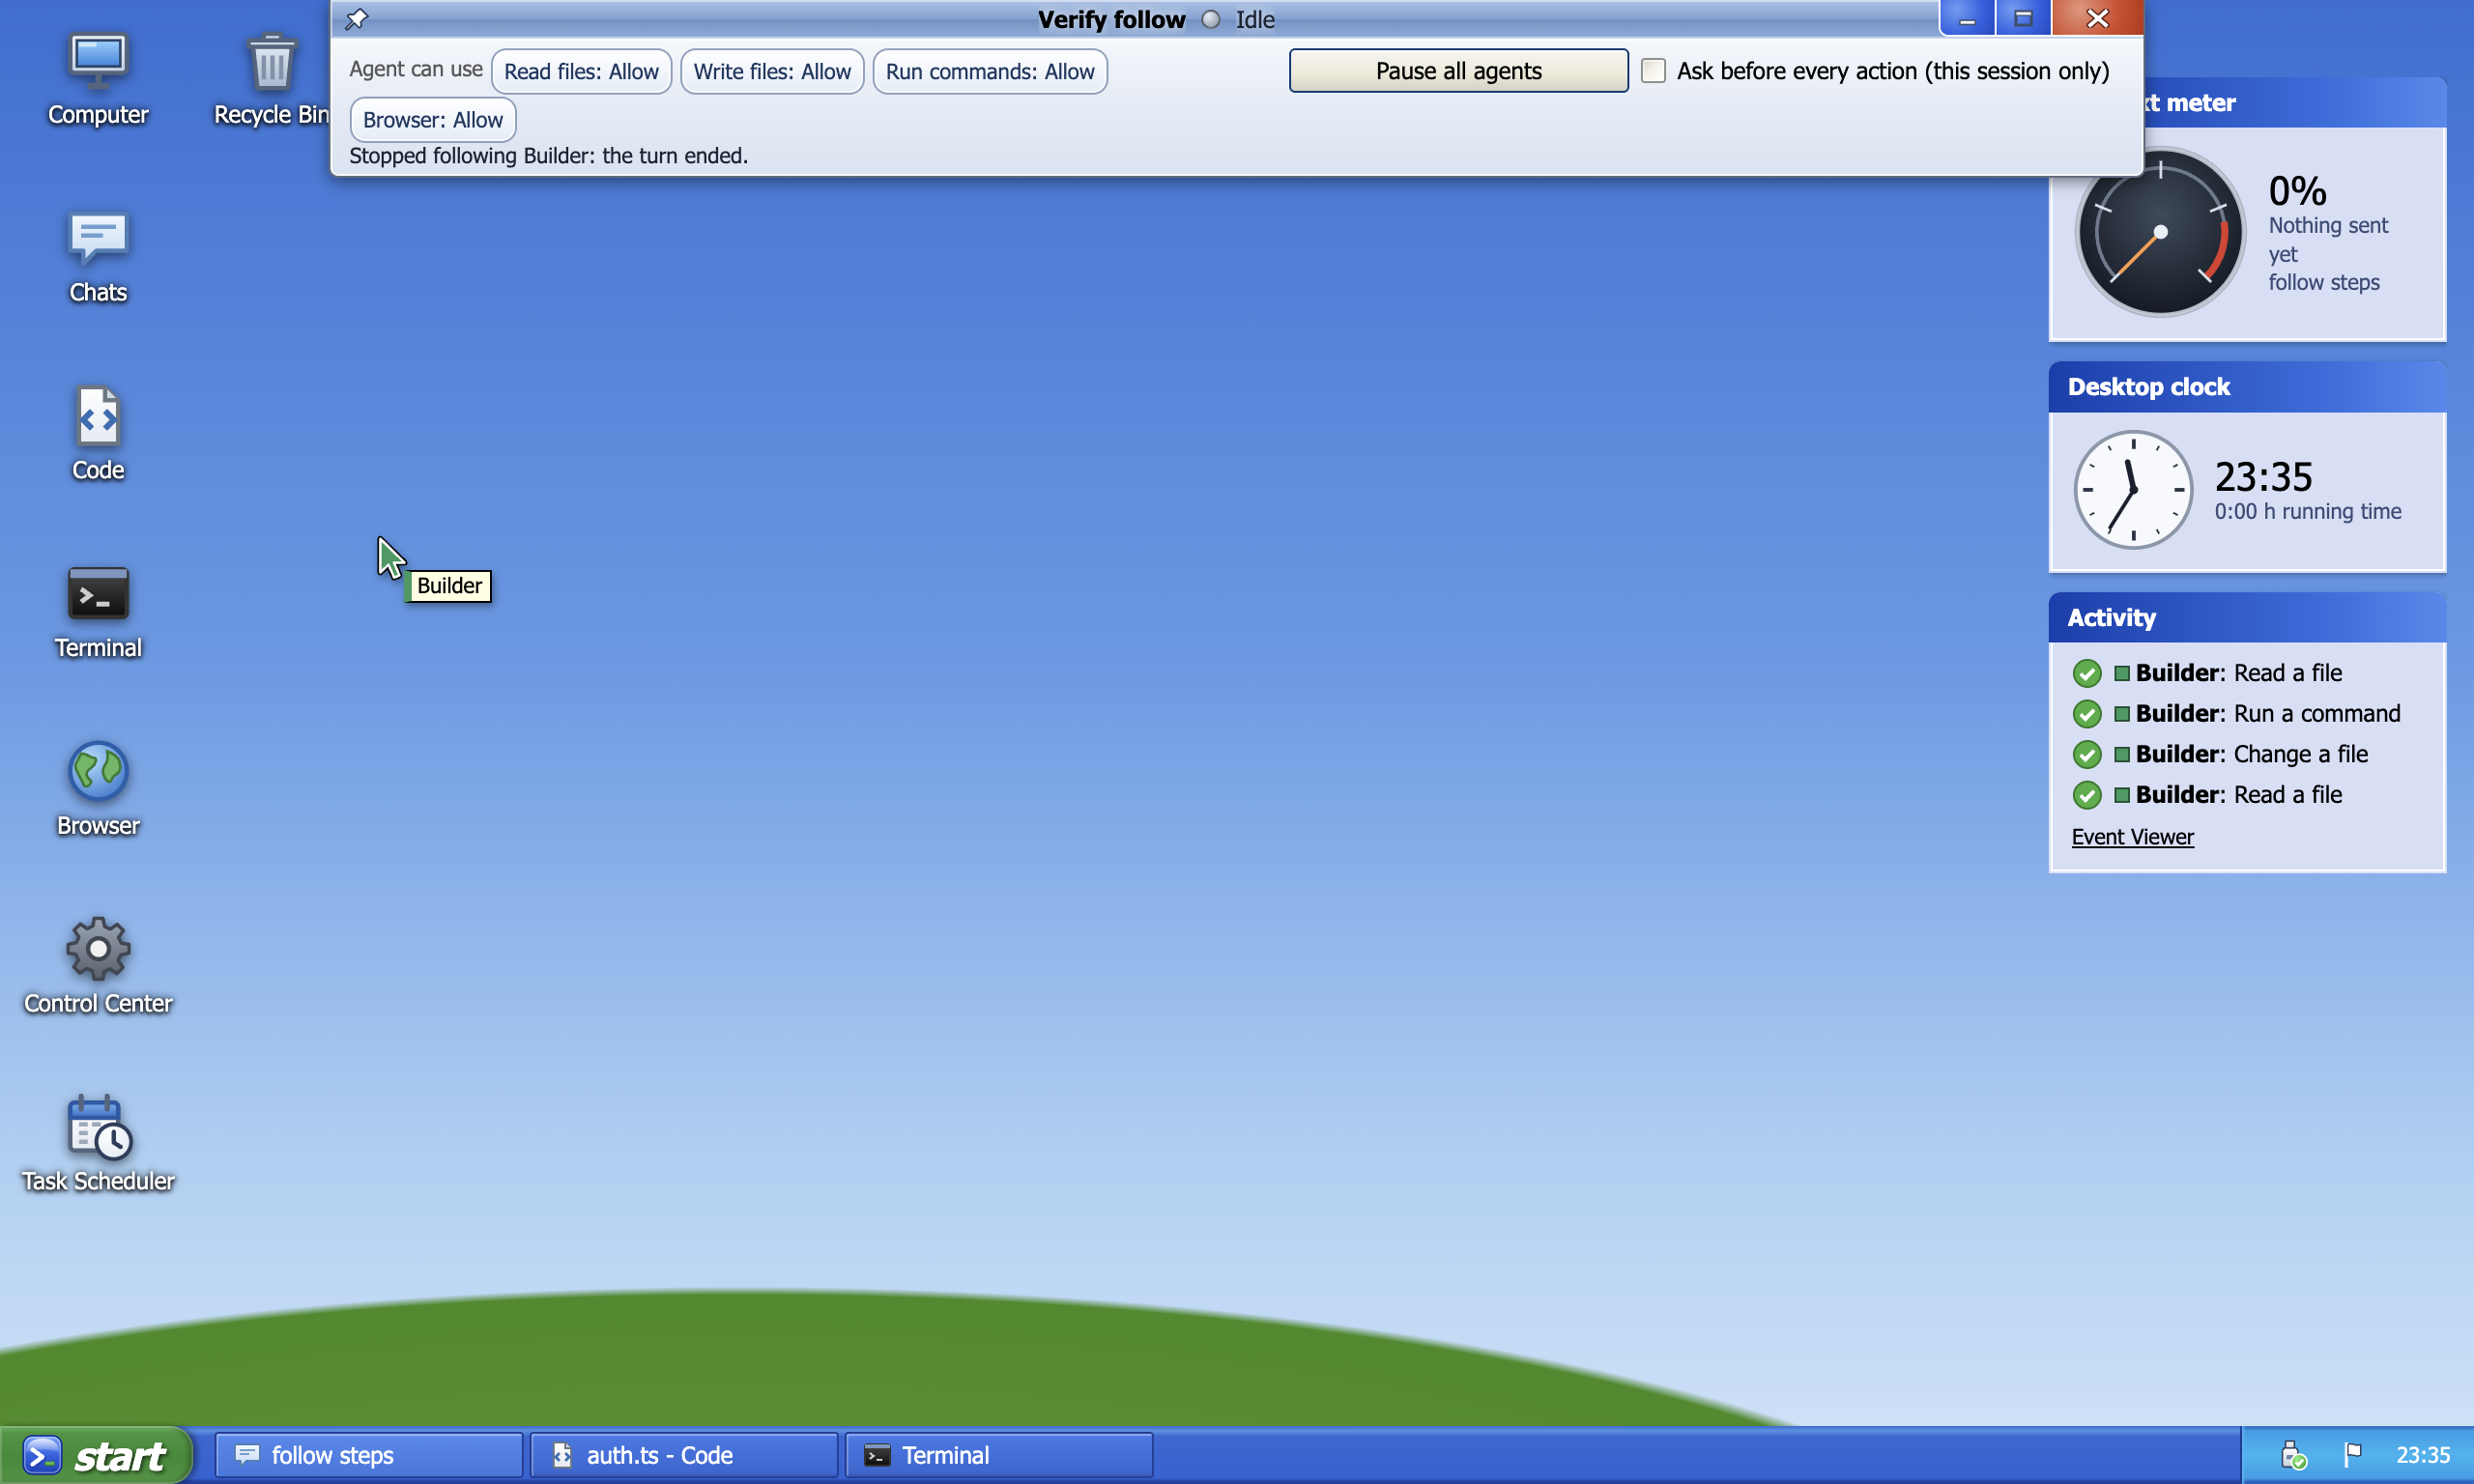 Verify follow Idle
Agent can use Read files: Allow Write files: Allow Run commands: Allow Pause all agents Ask before every action (this session only)
Browser: Allow
Stopped following Builder: the turn ended.
Computer
Recycle Bin
Chats
Code
Terminal
Browser
Control Center
Task Scheduler
Builder
meter
0%
Nothing sent
yet
follow steps
Desktop clock
23:35
0:00 h running time
Activity
Builder: Read a file
Builder: Run a command
Builder: Change a file
Builder: Read a file
Event Viewer
start follow steps auth.ts - Code Terminal 23:35